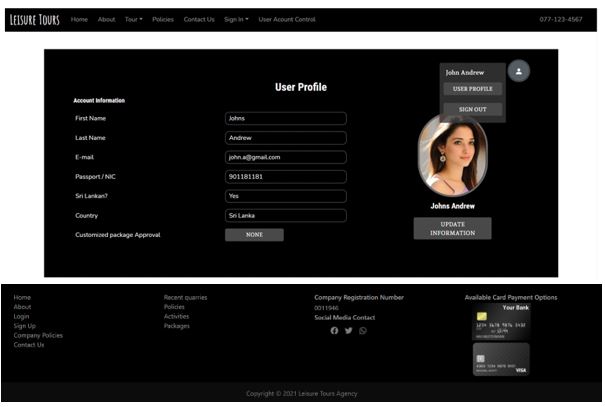 LEISURE TOURS Home About Tour Policies Contact Us Sign In User Acount Control 077-123-4567
John Andrew
USER PROFILE
SIGN OUT
User Profile
Account Information
First Name Johns
Last Name Andrew
E-mail john.a@gmail.com
Passport / NIC 901181181
Sri Lankan? Yes
Country Sri Lanka
Customized package Approval NONE
Johns Andrew
UPDATE
INFORMATION
Home
About
Login
Sign Up
Company Policies
Contact Us
Recent quarries
Policies
Activities
Packages
Company Registration Number
0011946
Social Media Contact
Available Card Payment Options
Your Bank
1234 5678 9876 5432
VISA
Copyright © 2021 Leisure Tours Agency